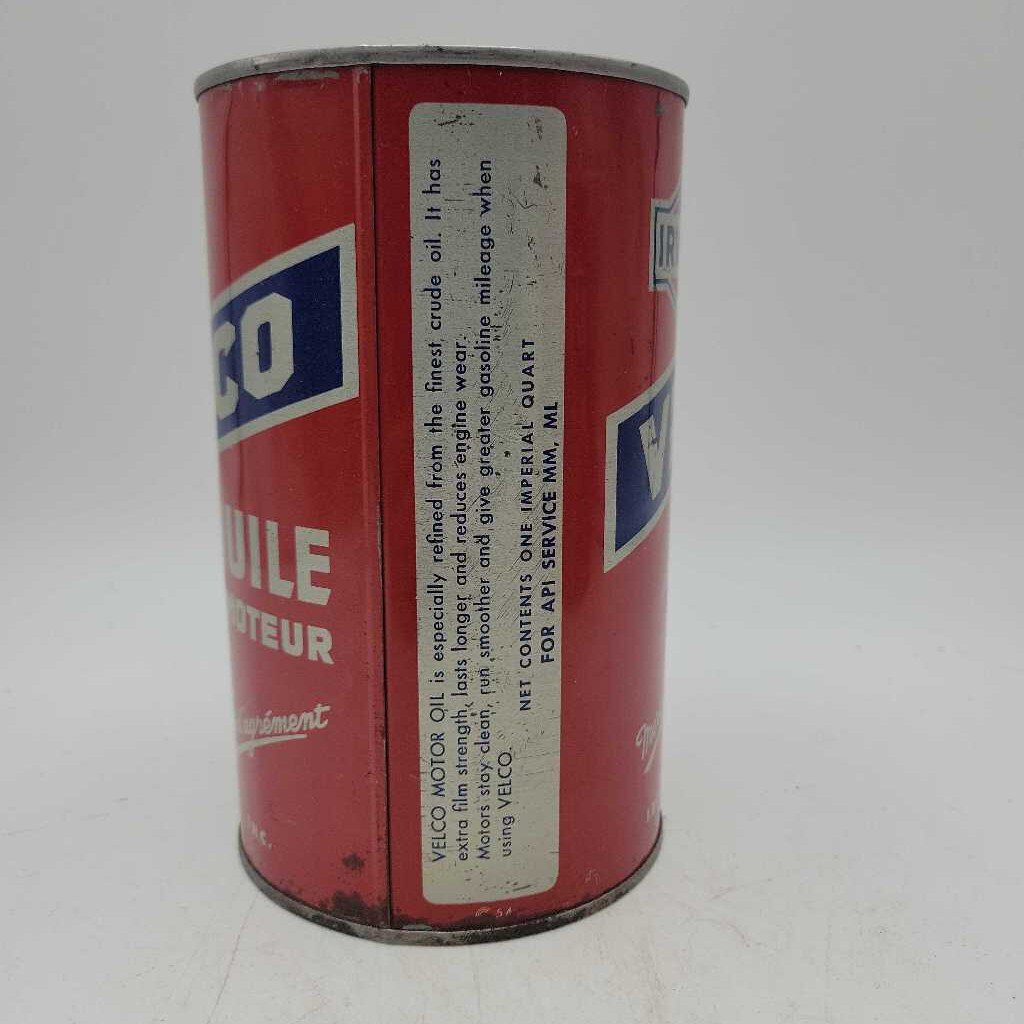 CO
UILE
OTEUR
agrément
INC.
VELCO MOTOR OIL is especially refined from the finest crude oil. It has
extra film strength, lasts longer and reduces engine wear.
Motors stay clean, run smoother and give greater gasoline mileage when
using VELCO.
NET CONTENTS ONE IMPERIAL QUART
FOR API SERVICE MM, ML
IR
V